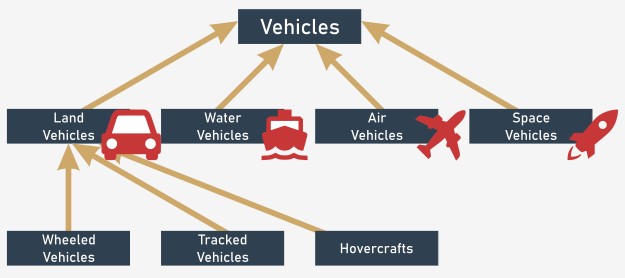 Vehicles
Land
Vehicles
Water
Vehicles
Air
Vehicles
Space
Vehicles
Wheeled
Vehicles
Tracked
Vehicles
Hovercrafts